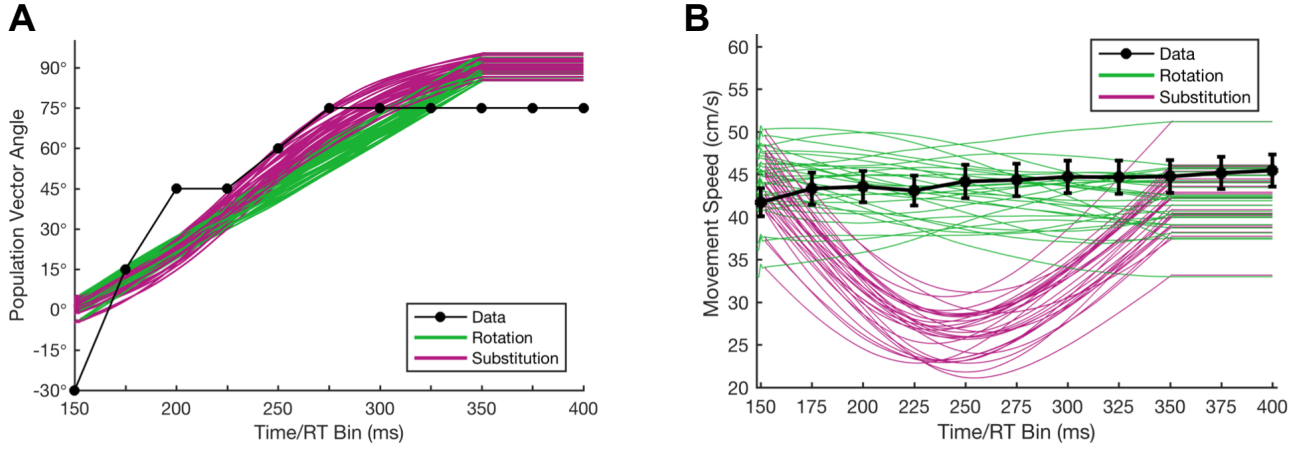 A
Population Vector Angle
90°
75°
60°
45°
30°
15°
0°
-15°
-30°
150 200 250 300 350 400
Time/RT Bin (ms)
Data
Rotation
Substitution
B
Movement Speed (cm/s)
60
55
50
45
40
35
30
25
20
150 175 200 225 250 275 300 325 350 375 400
Time/RT Bin (ms)
Data
Rotation
Substitution